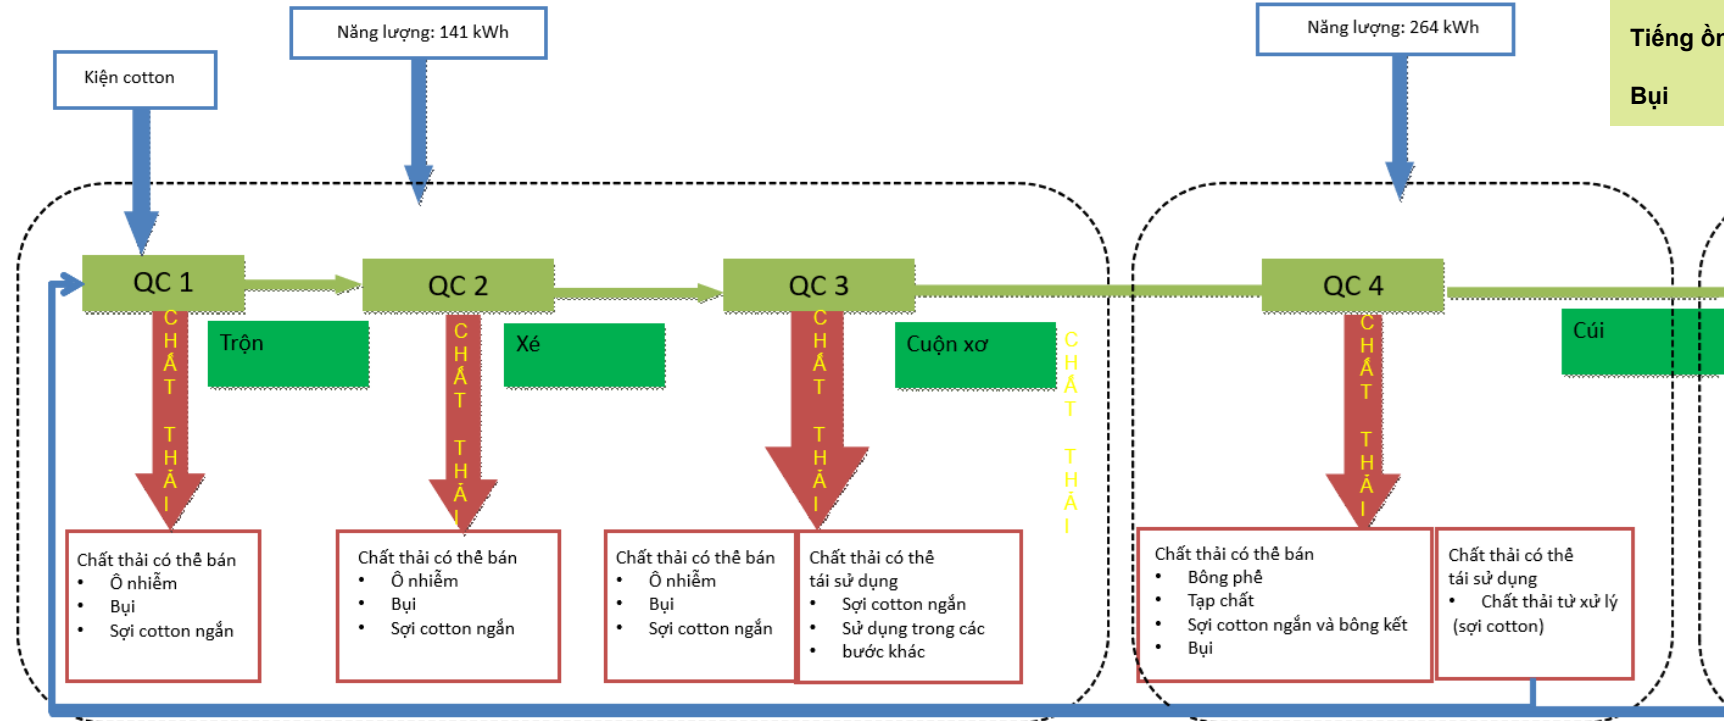 Năng lượng: 141 kWh
Năng lượng: 264 kWh
Tiếng ồn
Bụi
Kiện cotton
QC 1
QC 2
QC 3
QC 4
Trộn
Xé
Cuộn xơ
Cúi
CHẤT THẢI
CHẤT THẢI
CHẤT THẢI
CHẤT THẢI
CHẤT THẢI
Chất thải có thể bán
• Ô nhiễm
• Bụi
• Sợi cotton ngắn
Chất thải có thể bán
• Ô nhiễm
• Bụi
• Sợi cotton ngắn
Chất thải có thể bán
• Ô nhiễm
• Bụi
• Sợi cotton ngắn
Chất thải có thể
tái sử dụng
• Sợi cotton ngắn
• Sử dụng trong các
• bước khác
Chất thải có thể bán
• Bông phế
• Tạp chất
• Sợi cotton ngắn và bông kết
• Bụi
Chất thải có thể
tái sử dụng
• Chất thải từ xử lý
(sợi cotton)